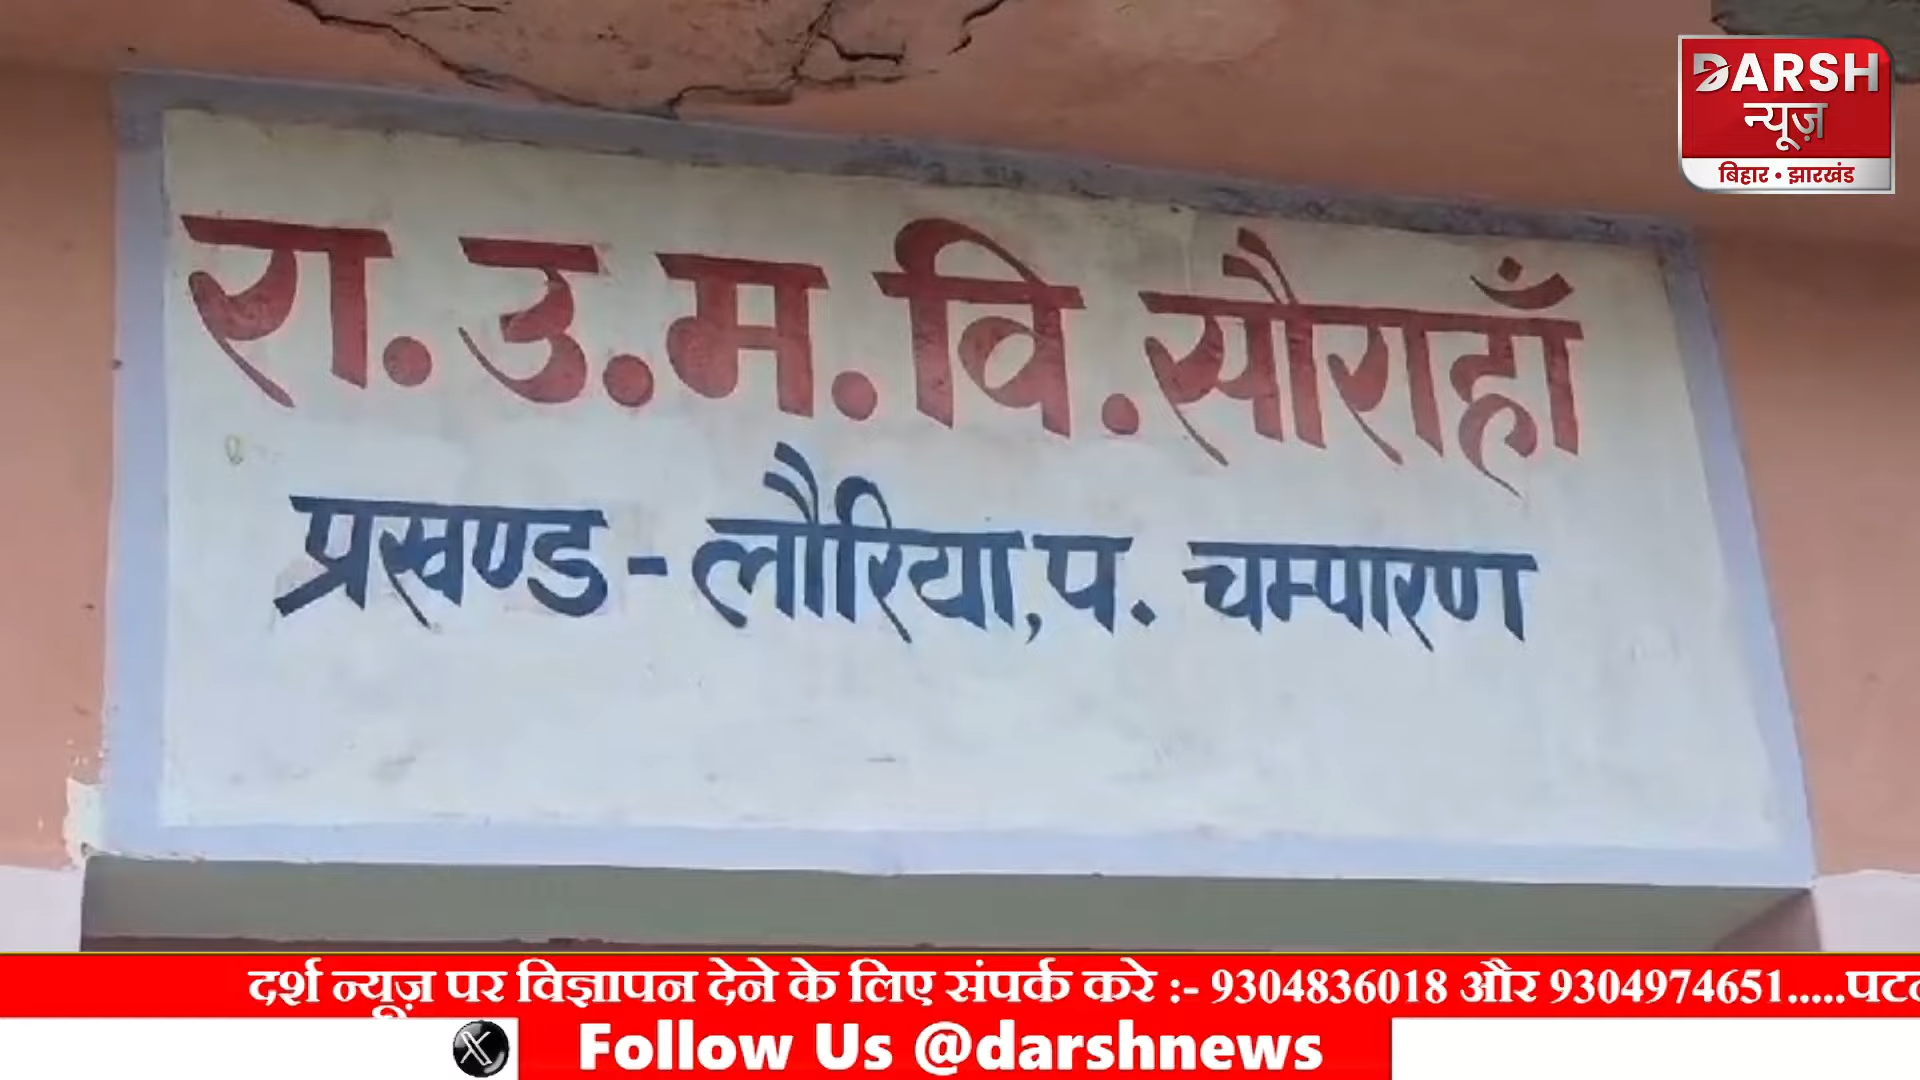 DARSH
न्यूज़
बिहार • झारखंड
रा.उ.म.वि.सौराहाँ
प्रखण्ड-लौरिया,प. चम्पारण
दर्श न्यूज़ पर विज्ञापन देने के लिए संपर्क करे :- 9304836018 और 9304974651.....
Follow Us @darshnews